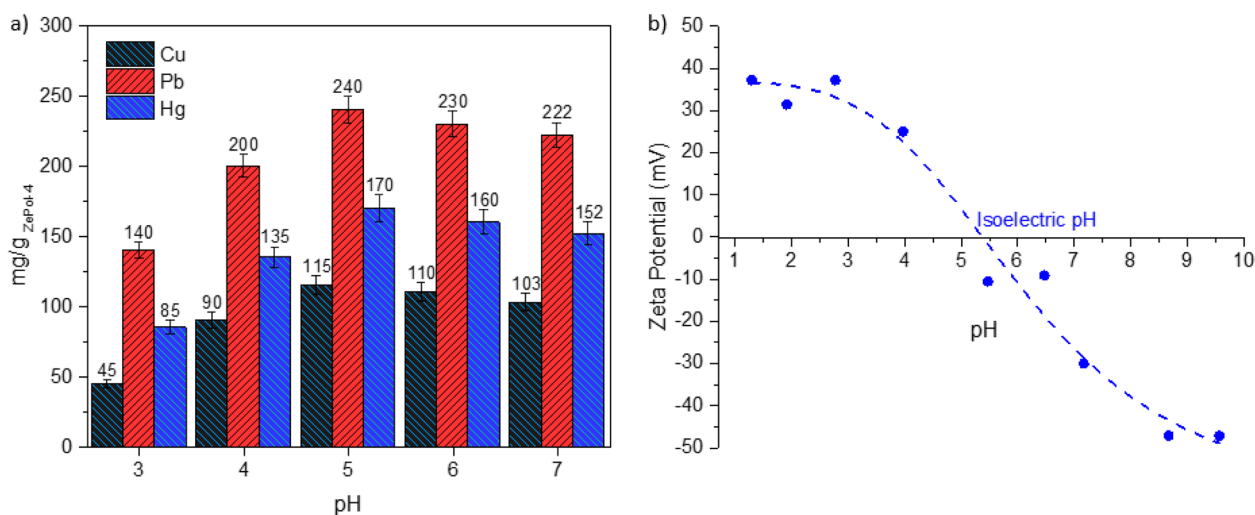 a)
mg/g ZePol-4
300
250
200
150
100
50
0
Cu
Pb
Hg
45
140
85
90
200
135
115
240
170
110
230
160
103
222
152
3 4 5 6 7
pH
b)
Zeta Potential (mV)
50
40
30
20
10
0
-10
-20
-30
-40
-50
Isoelectric pH
1 2 3 4 5 6 7 8 9 10
pH